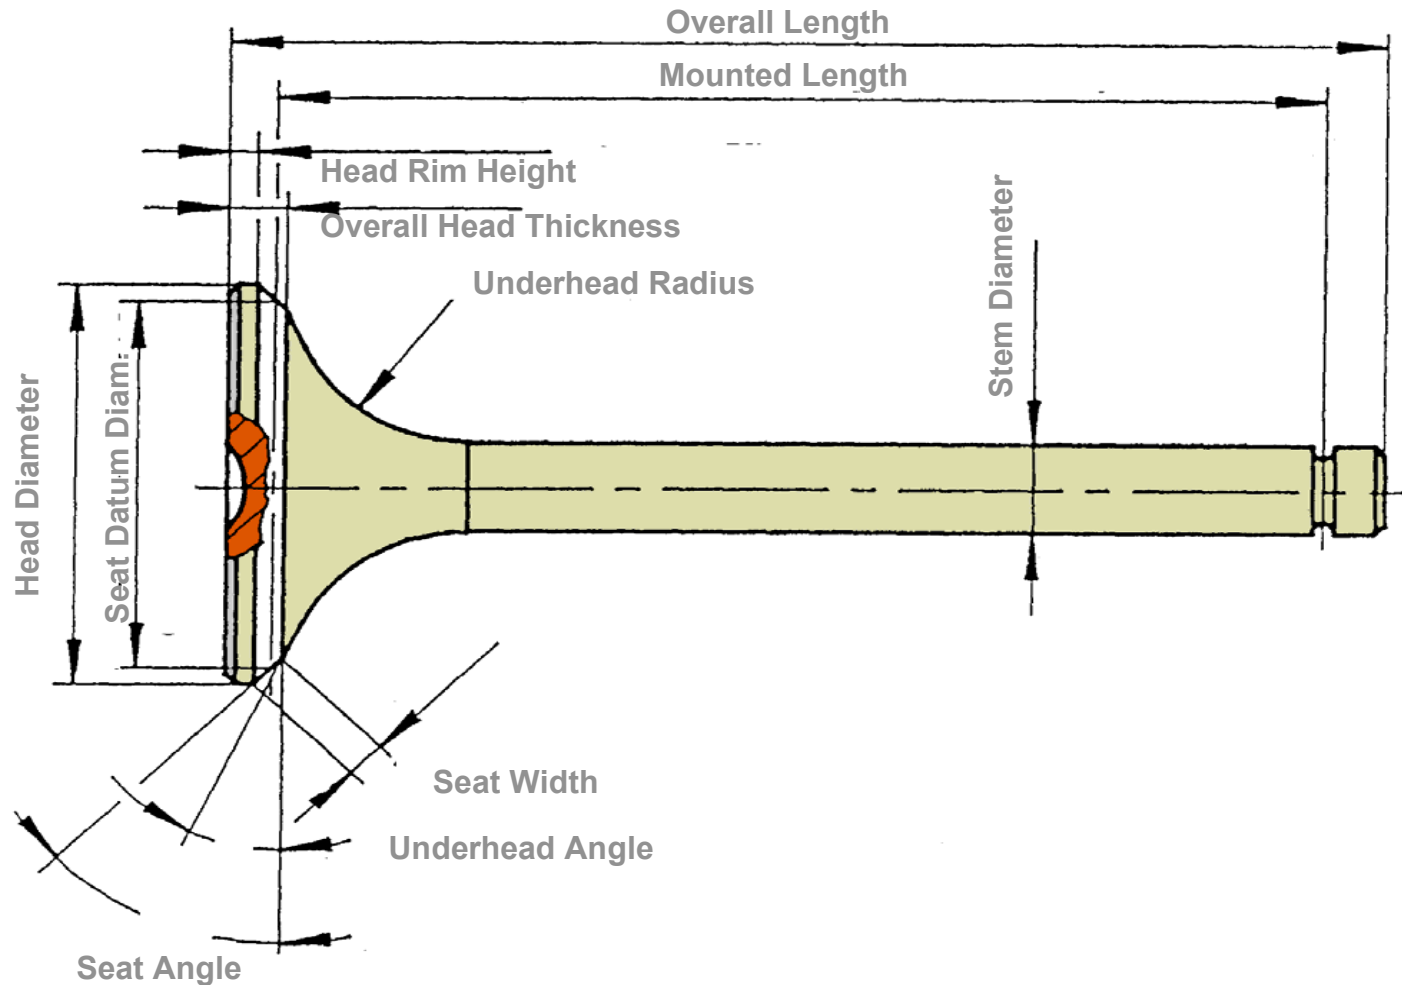 Overall Length
Mounted Length
Head Rim Height
Overall Head Thickness
Underhead Radius
Stem Diameter
Head Diameter
Seat Datum Diam.
Seat Width
Underhead Angle
Seat Angle